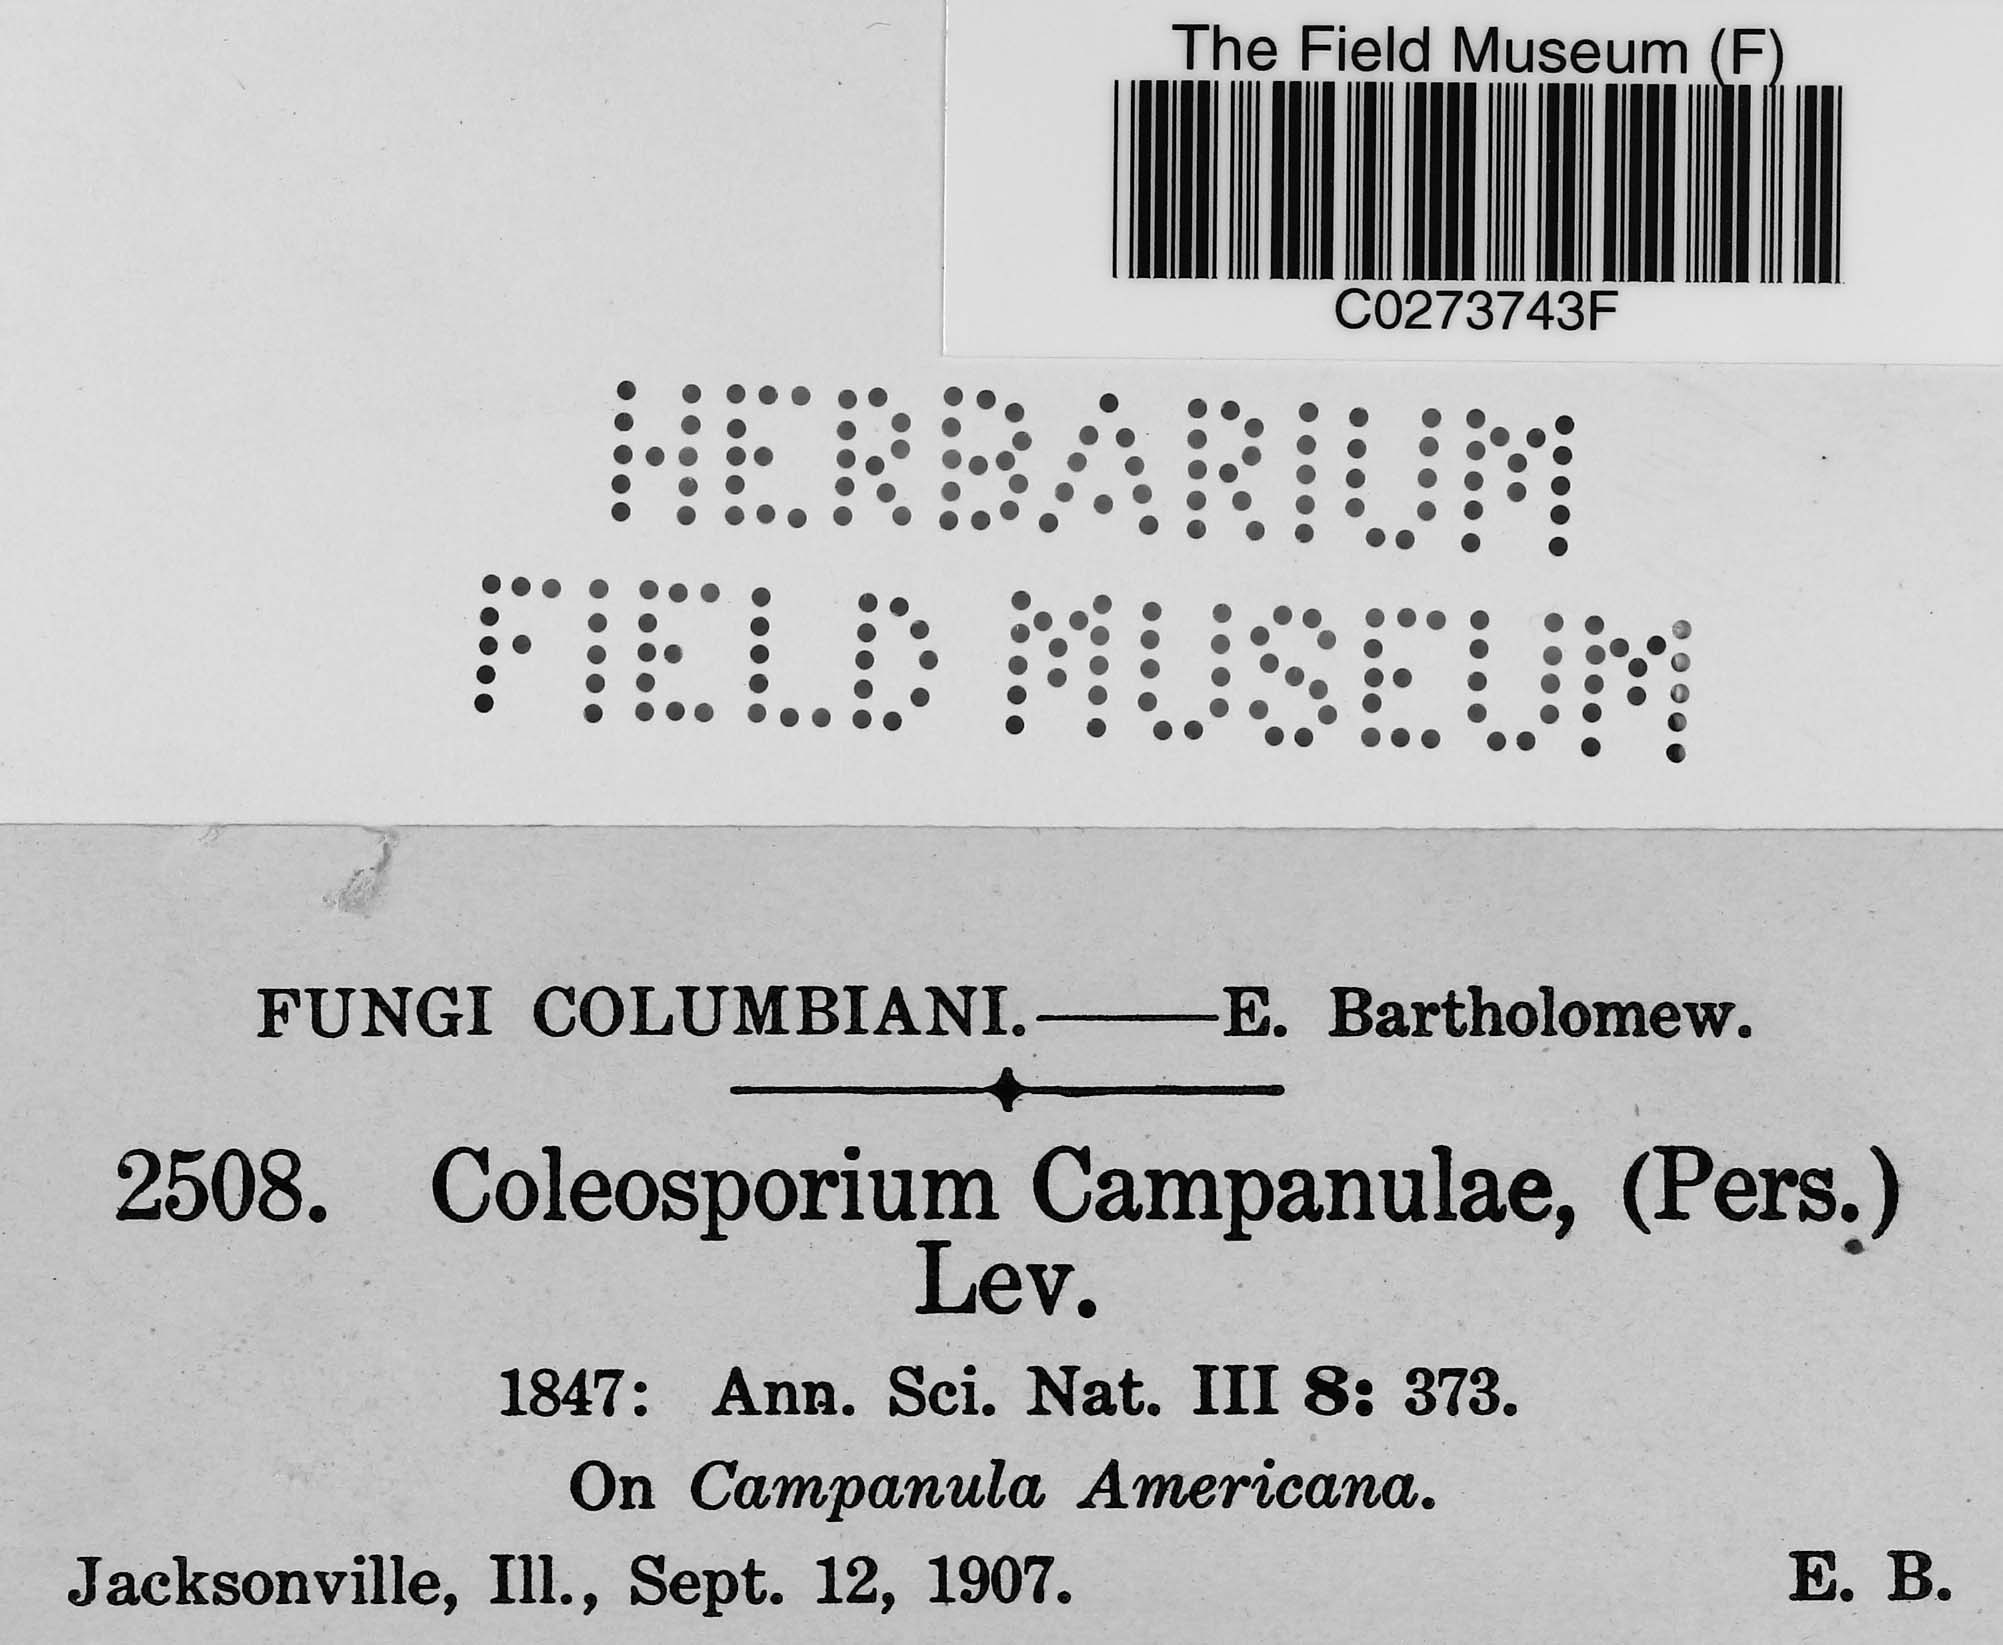 The Field Museum (F)
C0273743F
HERBARIUM
FIELD MUSEUM
FUNGI COLUMBIANI.——E. Bartholomew.
2508. Coleosporium Campanulae, (Pers.)
Lev.
1847: Ann. Sci. Nat. III 8: 373.
On Campanula Americana.
Jacksonville, Ill., Sept. 12, 1907. E. B.